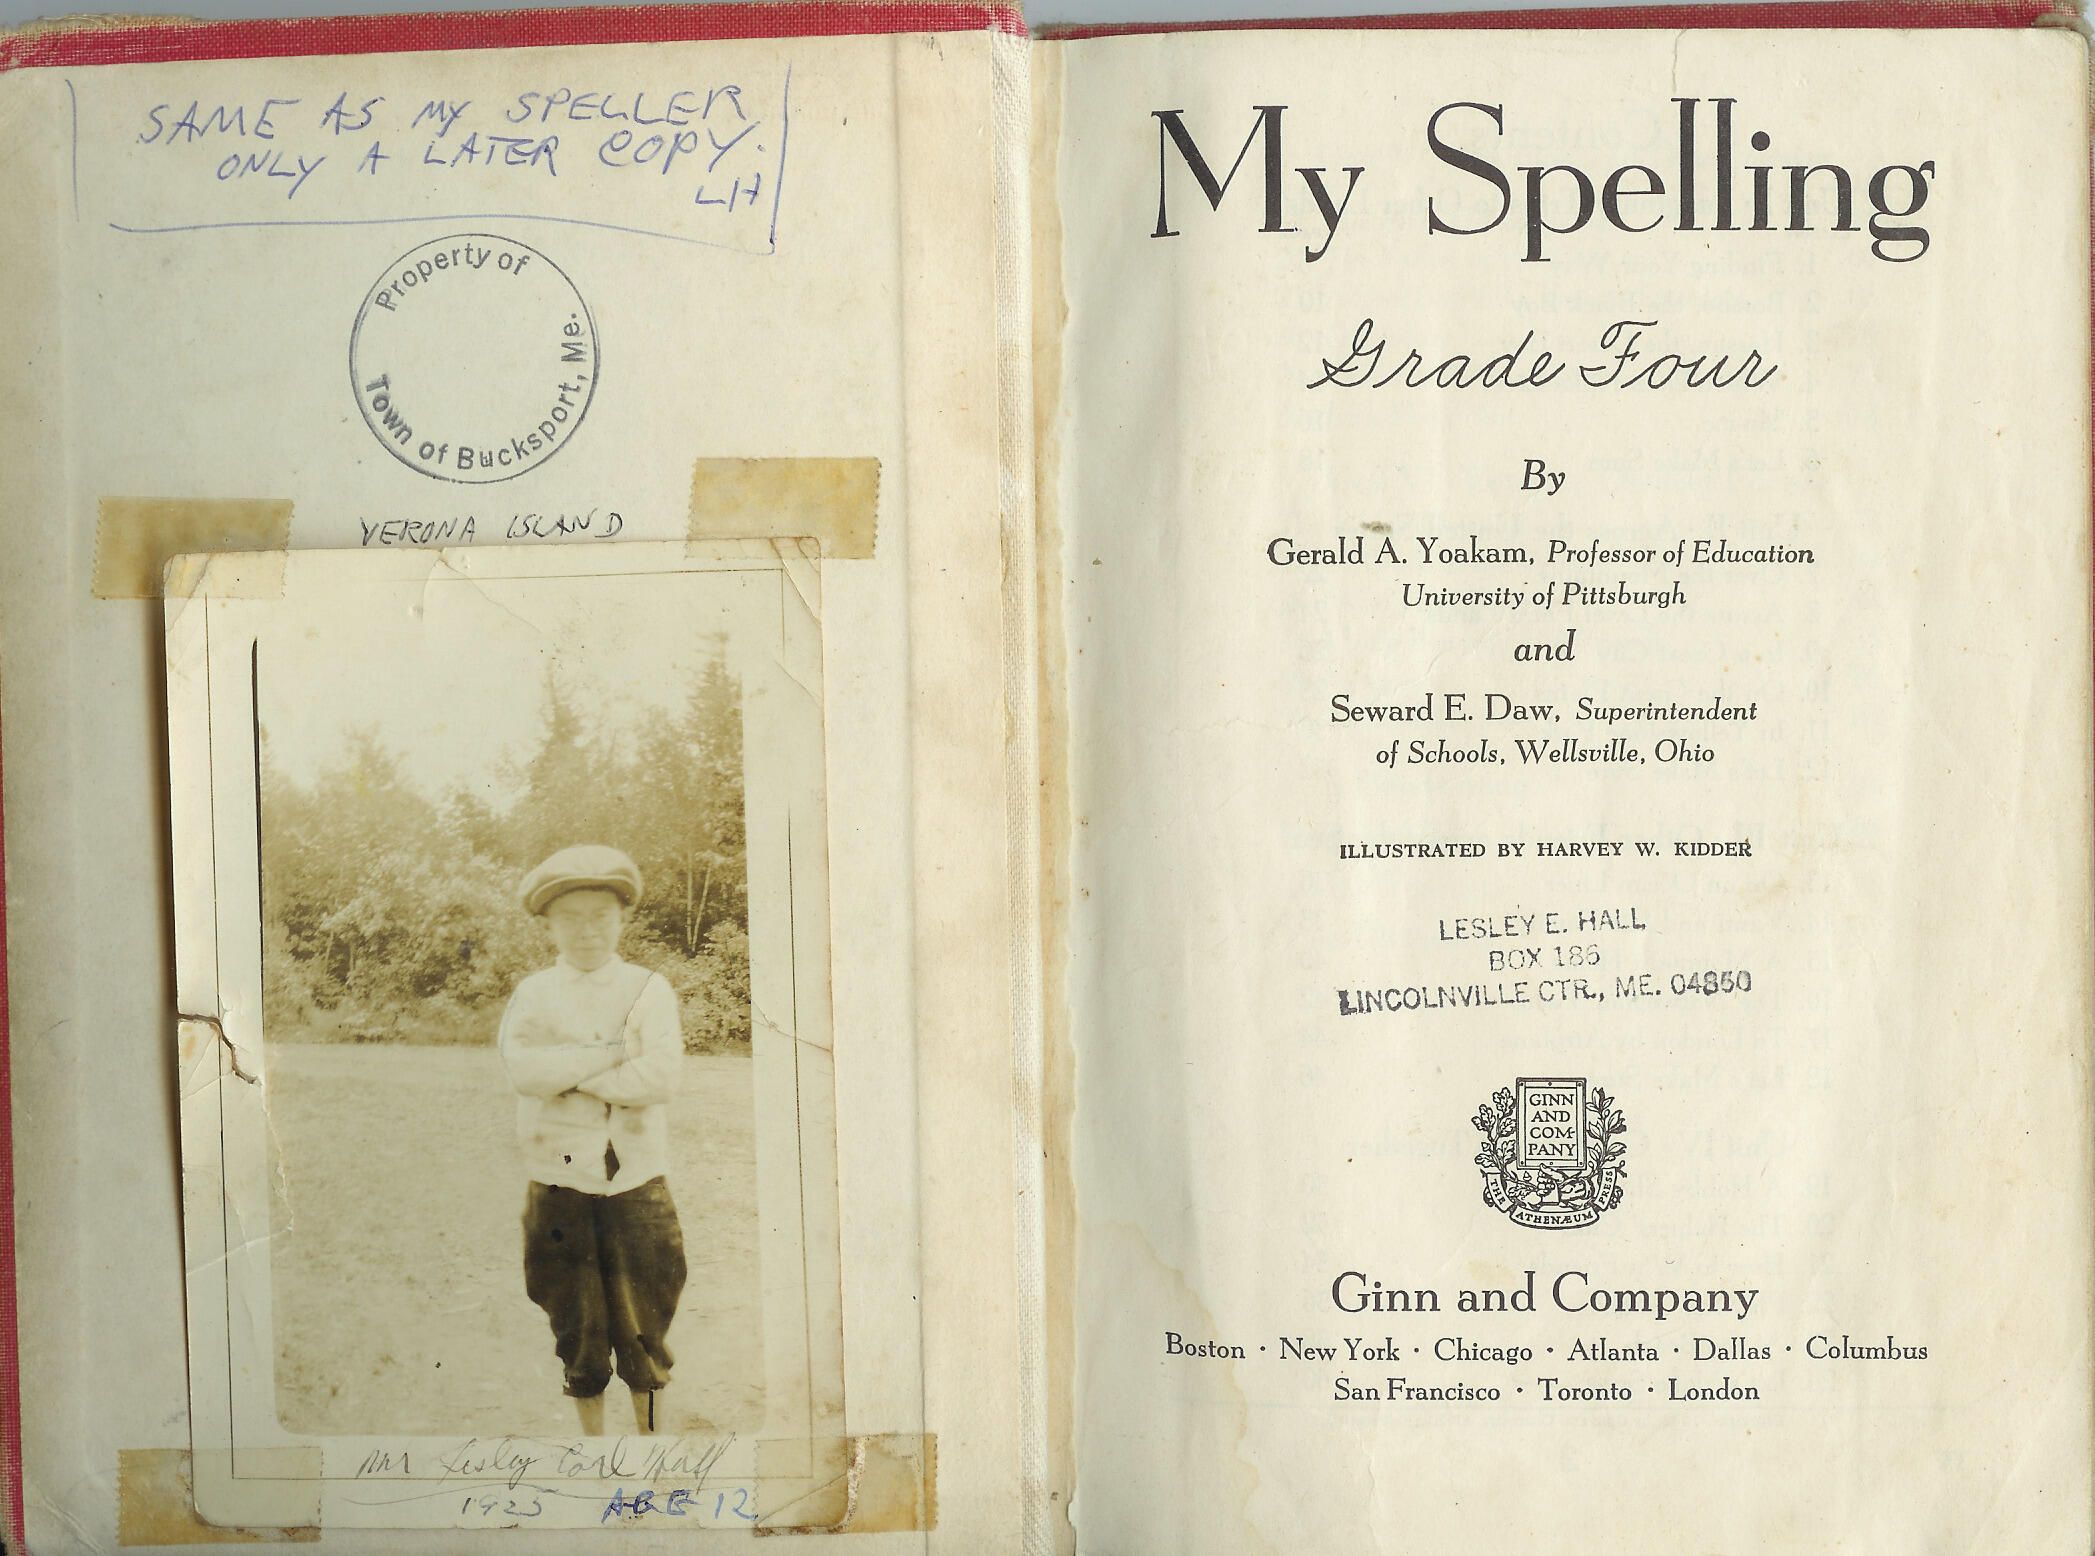 SAME AS MY SPELLER
ONLY A LATER COPY.
LH
Property of
Town of Bucksport, Me.
VERONA ISLAND
Mr Lesley Earl Hall
1925 AGE 12
My Spelling
Grade Four
By
Gerald A. Yoakam, Professor of Education
University of Pittsburgh
and
Seward E. Daw, Superintendent
of Schools, Wellsville, Ohio
ILLUSTRATED BY HARVEY W. KIDDER
LESLEY E. HALL
BOX 186
LINCOLNVILLE CTR., ME. 04850
GINN
AND
COM-
PANY
THE ATHENÆUM PRESS
Ginn and Company
Boston · New York · Chicago · Atlanta · Dallas · Columbus
San Francisco · Toronto · London